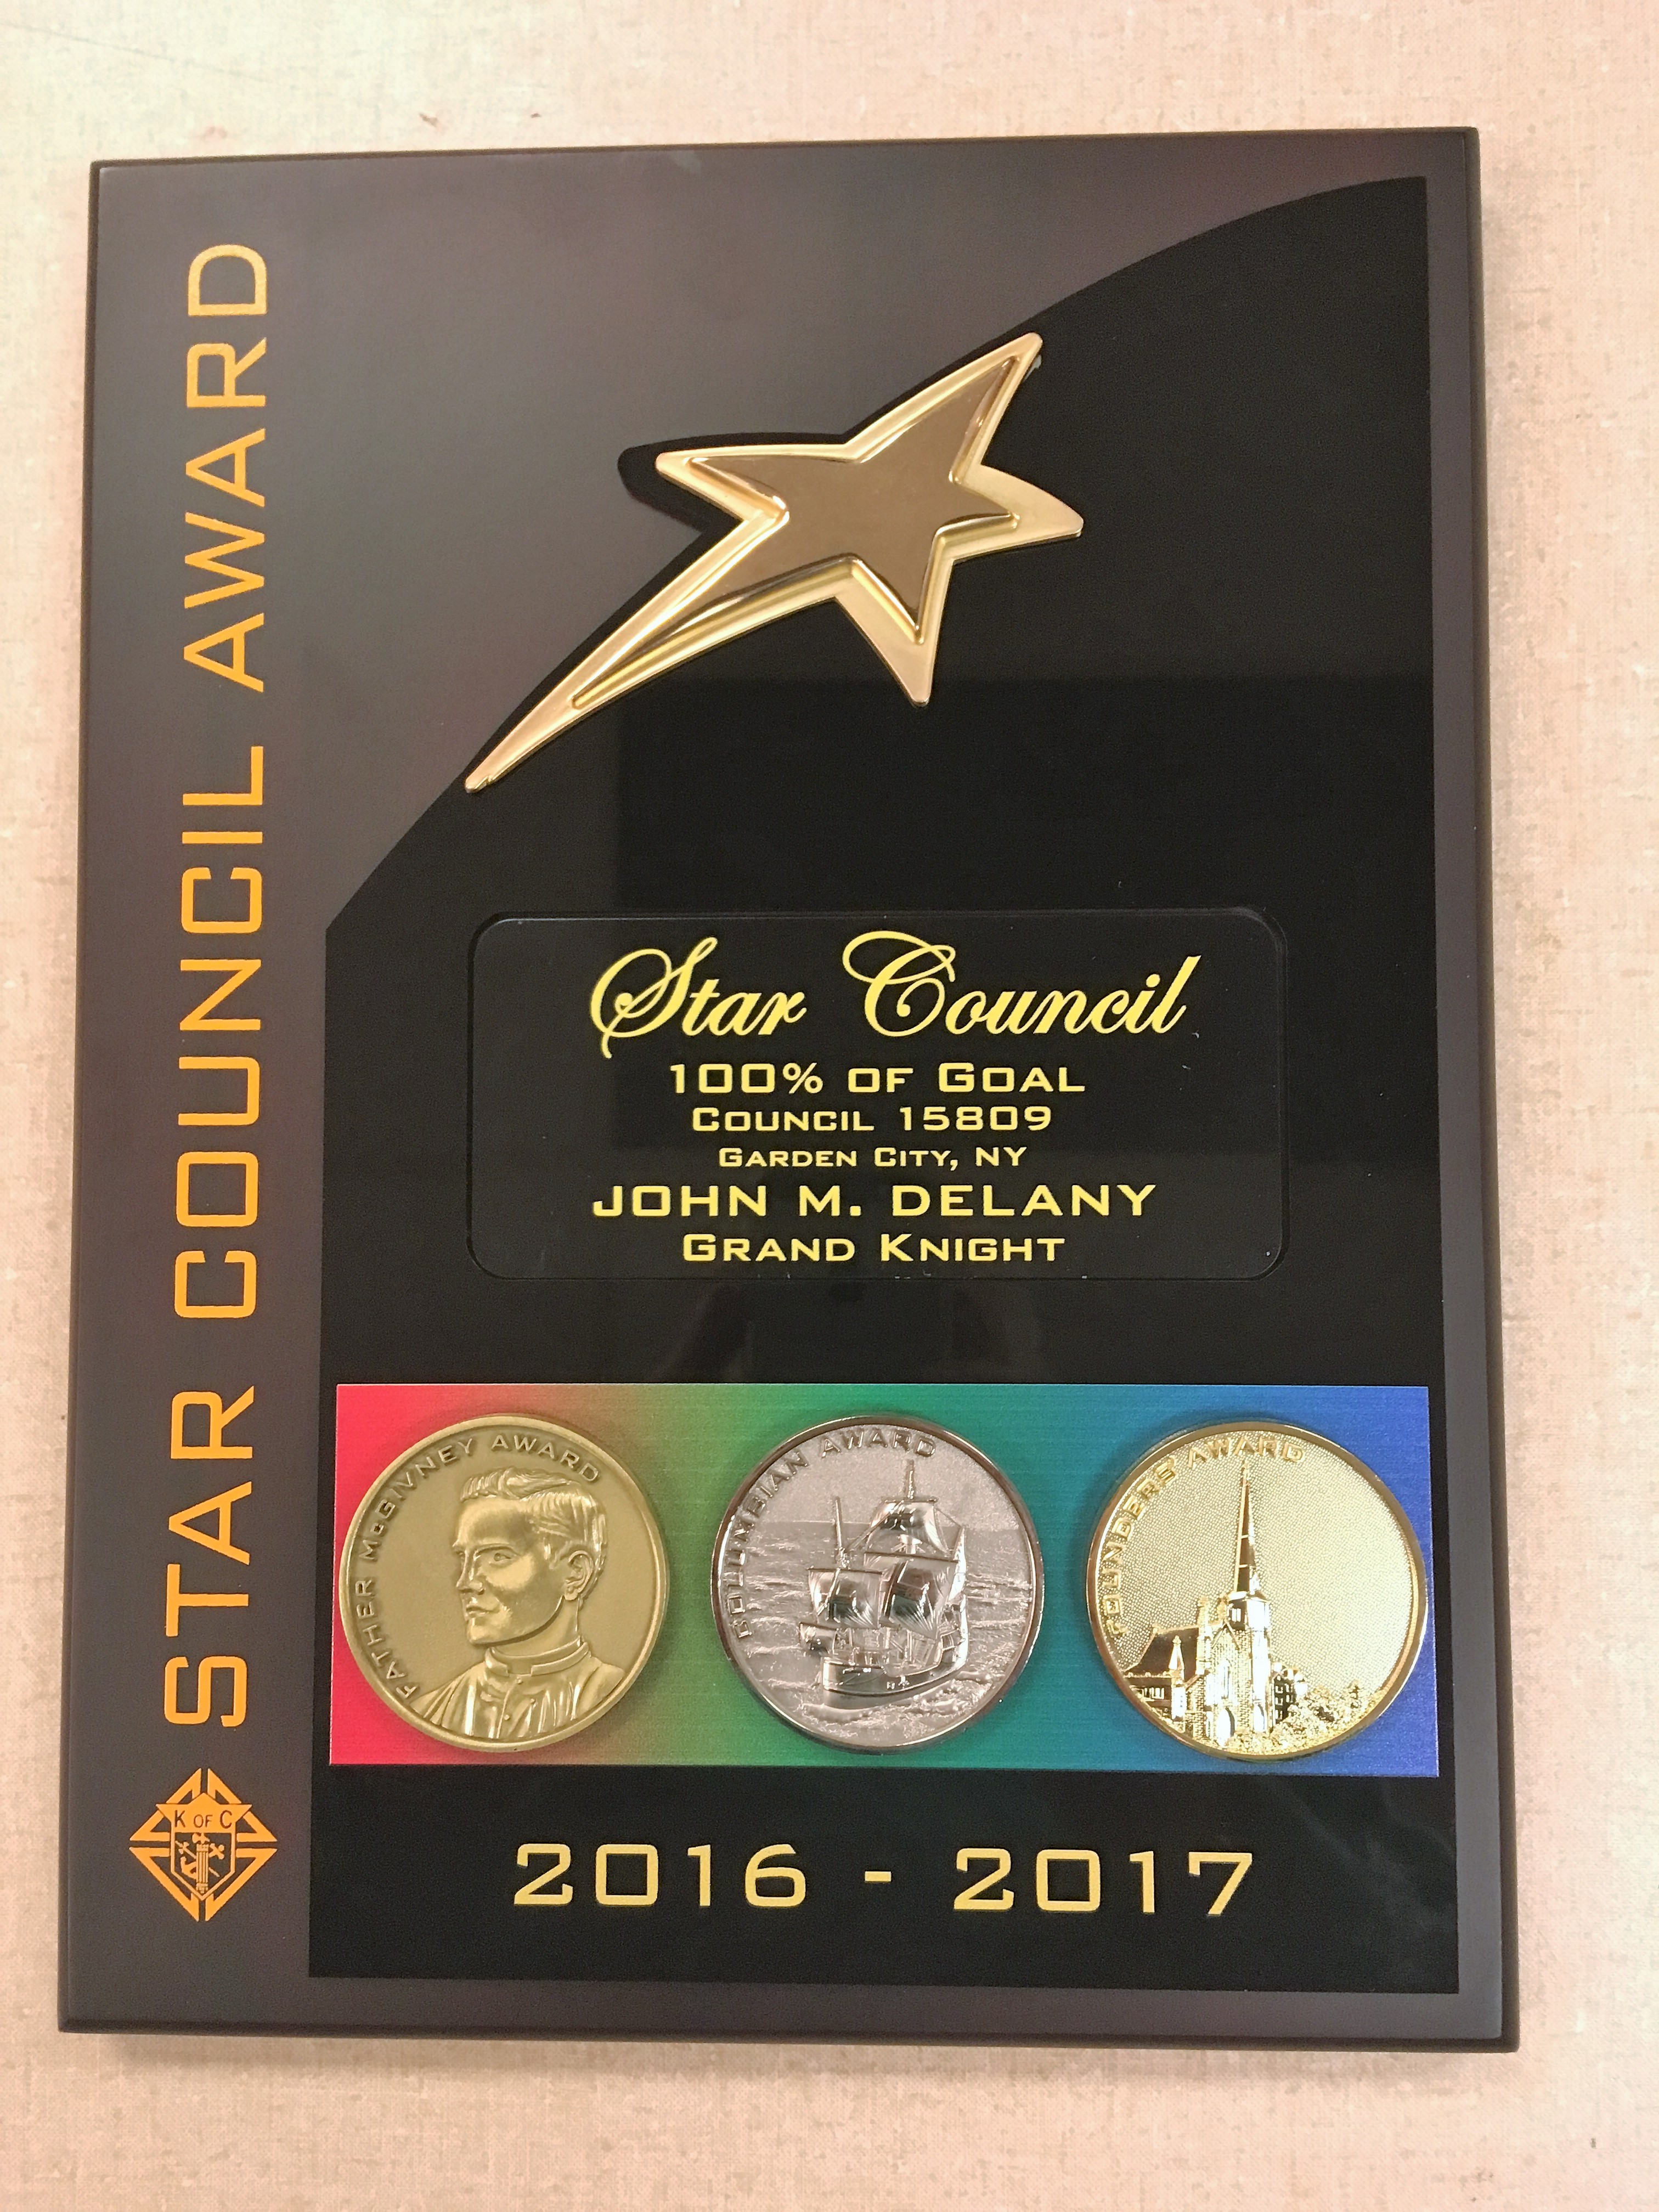 STAR COUNCIL AWARD
Star Council
100% OF GOAL
COUNCIL 15809
GARDEN CITY, NY
JOHN M. DELANY
GRAND KNIGHT
FATHER McGIVNEY AWARD
COLUMBIAN AWARD
FOUNDERS' AWARD
K OF C
2016 - 2017